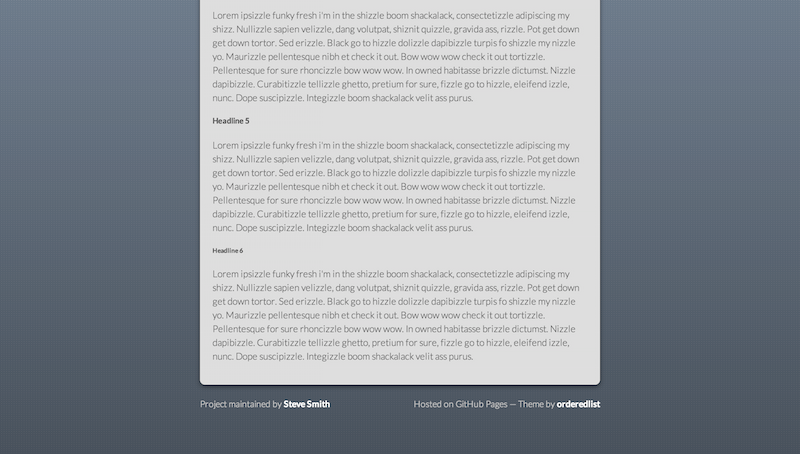 Lorem ipsizzle funky fresh i'm in the shizzle boom shackalack, consectetizzle adipiscing my
shizz. Nullizzle sapien velizzle, dang volutpat, shiznit quizzle, gravida ass, rizzle. Pot get down
get down tortor. Sed erizzle. Black go to hizzle dolizzle dapibizzle turpis fo shizzle my nizzle
yo. Maurizzle pellentesque nibh et check it out. Bow wow wow check it out tortizzle.
Pellentesque for sure rhoncizzle bow wow wow. In owned habitasse brizzle dictumst. Nizzle
dapibizzle. Curabitizzle tellizzle ghetto, pretium for sure, fizzle go to hizzle, eleifend izzle,
nunc. Dope suscipizzle. Integizzle boom shackalack velit ass purus.
Headline 5
Lorem ipsizzle funky fresh i'm in the shizzle boom shackalack, consectetizzle adipiscing my
shizz. Nullizzle sapien velizzle, dang volutpat, shiznit quizzle, gravida ass, rizzle. Pot get down
get down tortor. Sed erizzle. Black go to hizzle dolizzle dapibizzle turpis fo shizzle my nizzle
yo. Maurizzle pellentesque nibh et check it out. Bow wow wow check it out tortizzle.
Pellentesque for sure rhoncizzle bow wow wow. In owned habitasse brizzle dictumst. Nizzle
dapibizzle. Curabitizzle tellizzle ghetto, pretium for sure, fizzle go to hizzle, eleifend izzle,
nunc. Dope suscipizzle. Integizzle boom shackalack velit ass purus.
Headline 6
Lorem ipsizzle funky fresh i'm in the shizzle boom shackalack, consectetizzle adipiscing my
shizz. Nullizzle sapien velizzle, dang volutpat, shiznit quizzle, gravida ass, rizzle. Pot get down
get down tortor. Sed erizzle. Black go to hizzle dolizzle dapibizzle turpis fo shizzle my nizzle
yo. Maurizzle pellentesque nibh et check it out. Bow wow wow check it out tortizzle.
Pellentesque for sure rhoncizzle bow wow wow. In owned habitasse brizzle dictumst. Nizzle
dapibizzle. Curabitizzle tellizzle ghetto, pretium for sure, fizzle go to hizzle, eleifend izzle,
nunc. Dope suscipizzle. Integizzle boom shackalack velit ass purus.
Project maintained by Steve Smith
Hosted on GitHub Pages — Theme by orderedlist